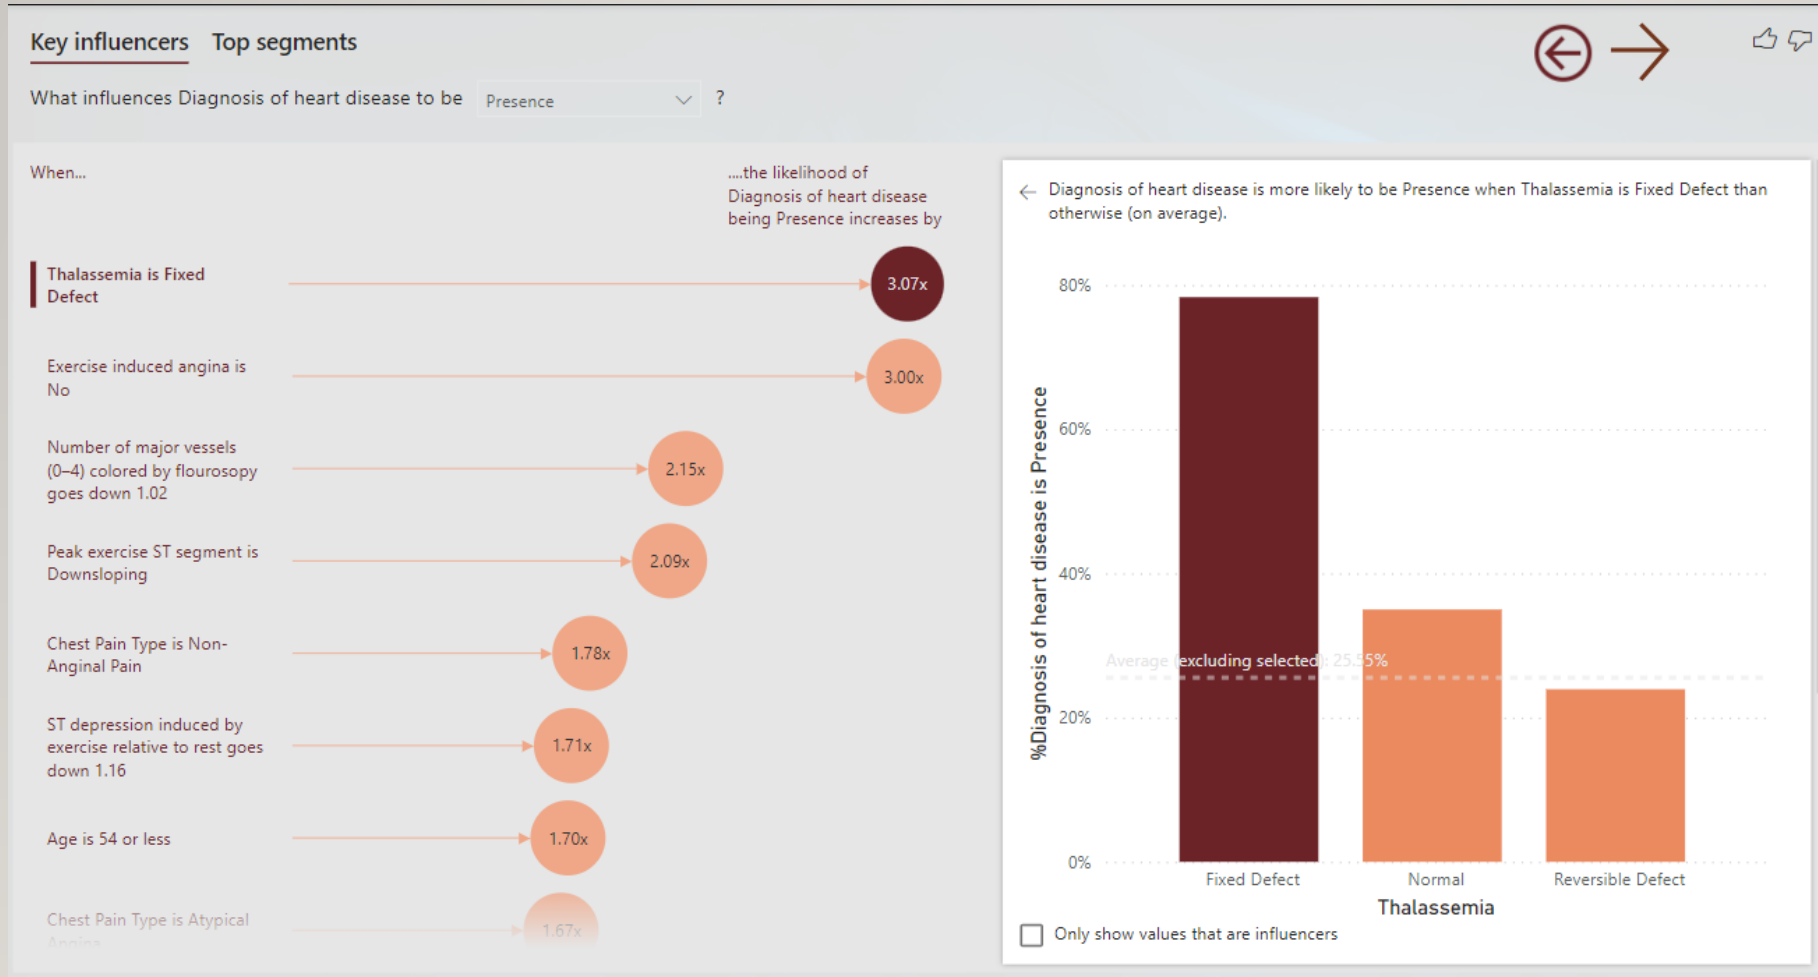 Key influencers Top segments
What influences Diagnosis of heart disease to be Presence ?
When...
....the likelihood of
Diagnosis of heart disease
being Presence increases by
Thalassemia is Fixed
Defect
3.07x
Exercise induced angina is
No
3.00x
Number of major vessels
(0–4) colored by flourosopy
goes down 1.02
2.15x
Peak exercise ST segment is
Downsloping
2.09x
Chest Pain Type is Non-
Anginal Pain
1.78x
ST depression induced by
exercise relative to rest goes
down 1.16
1.71x
Age is 54 or less
1.70x
Chest Pain Type is Atypical
Angina
1.67x
Diagnosis of heart disease is more likely to be Presence when Thalassemia is Fixed Defect than
otherwise (on average).
%Diagnosis of heart disease is Presence
80%
60%
40%
20%
0%
Average (excluding selected): 25.55%
Fixed Defect Normal Reversible Defect
Thalassemia
Only show values that are influencers